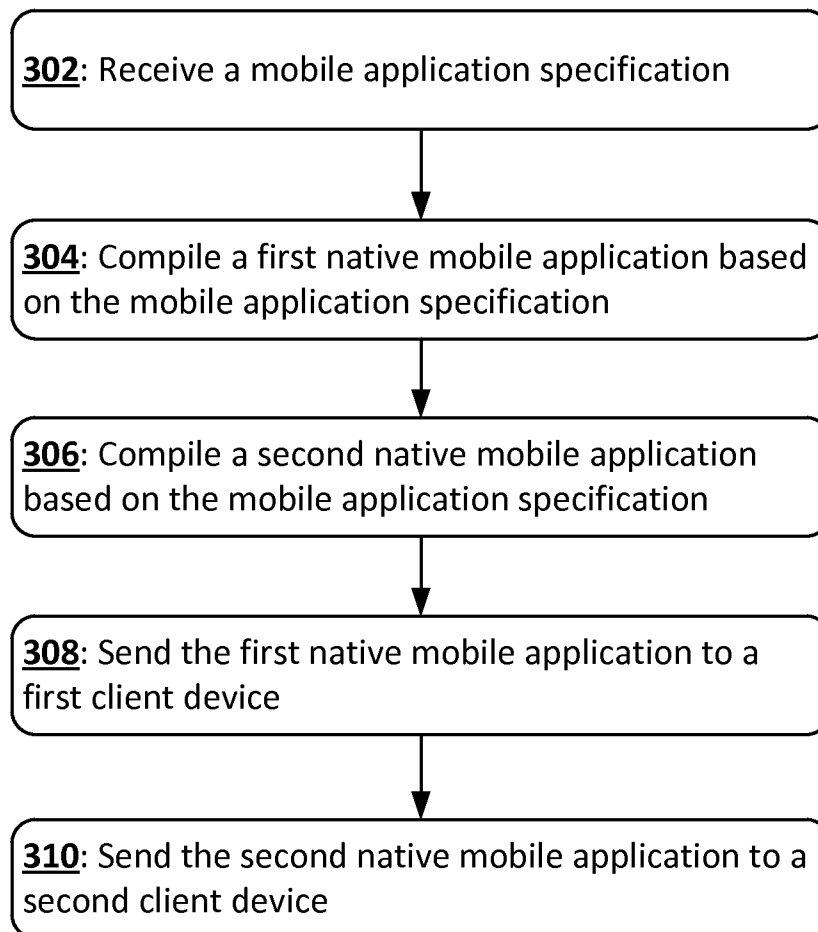 302: Receive a mobile application specification
304: Compile a first native mobile application based
on the mobile application specification
306: Compile a second native mobile application
based on the mobile application specification
308: Send the first native mobile application to a
first client device
310: Send the second native mobile application to a
second client device